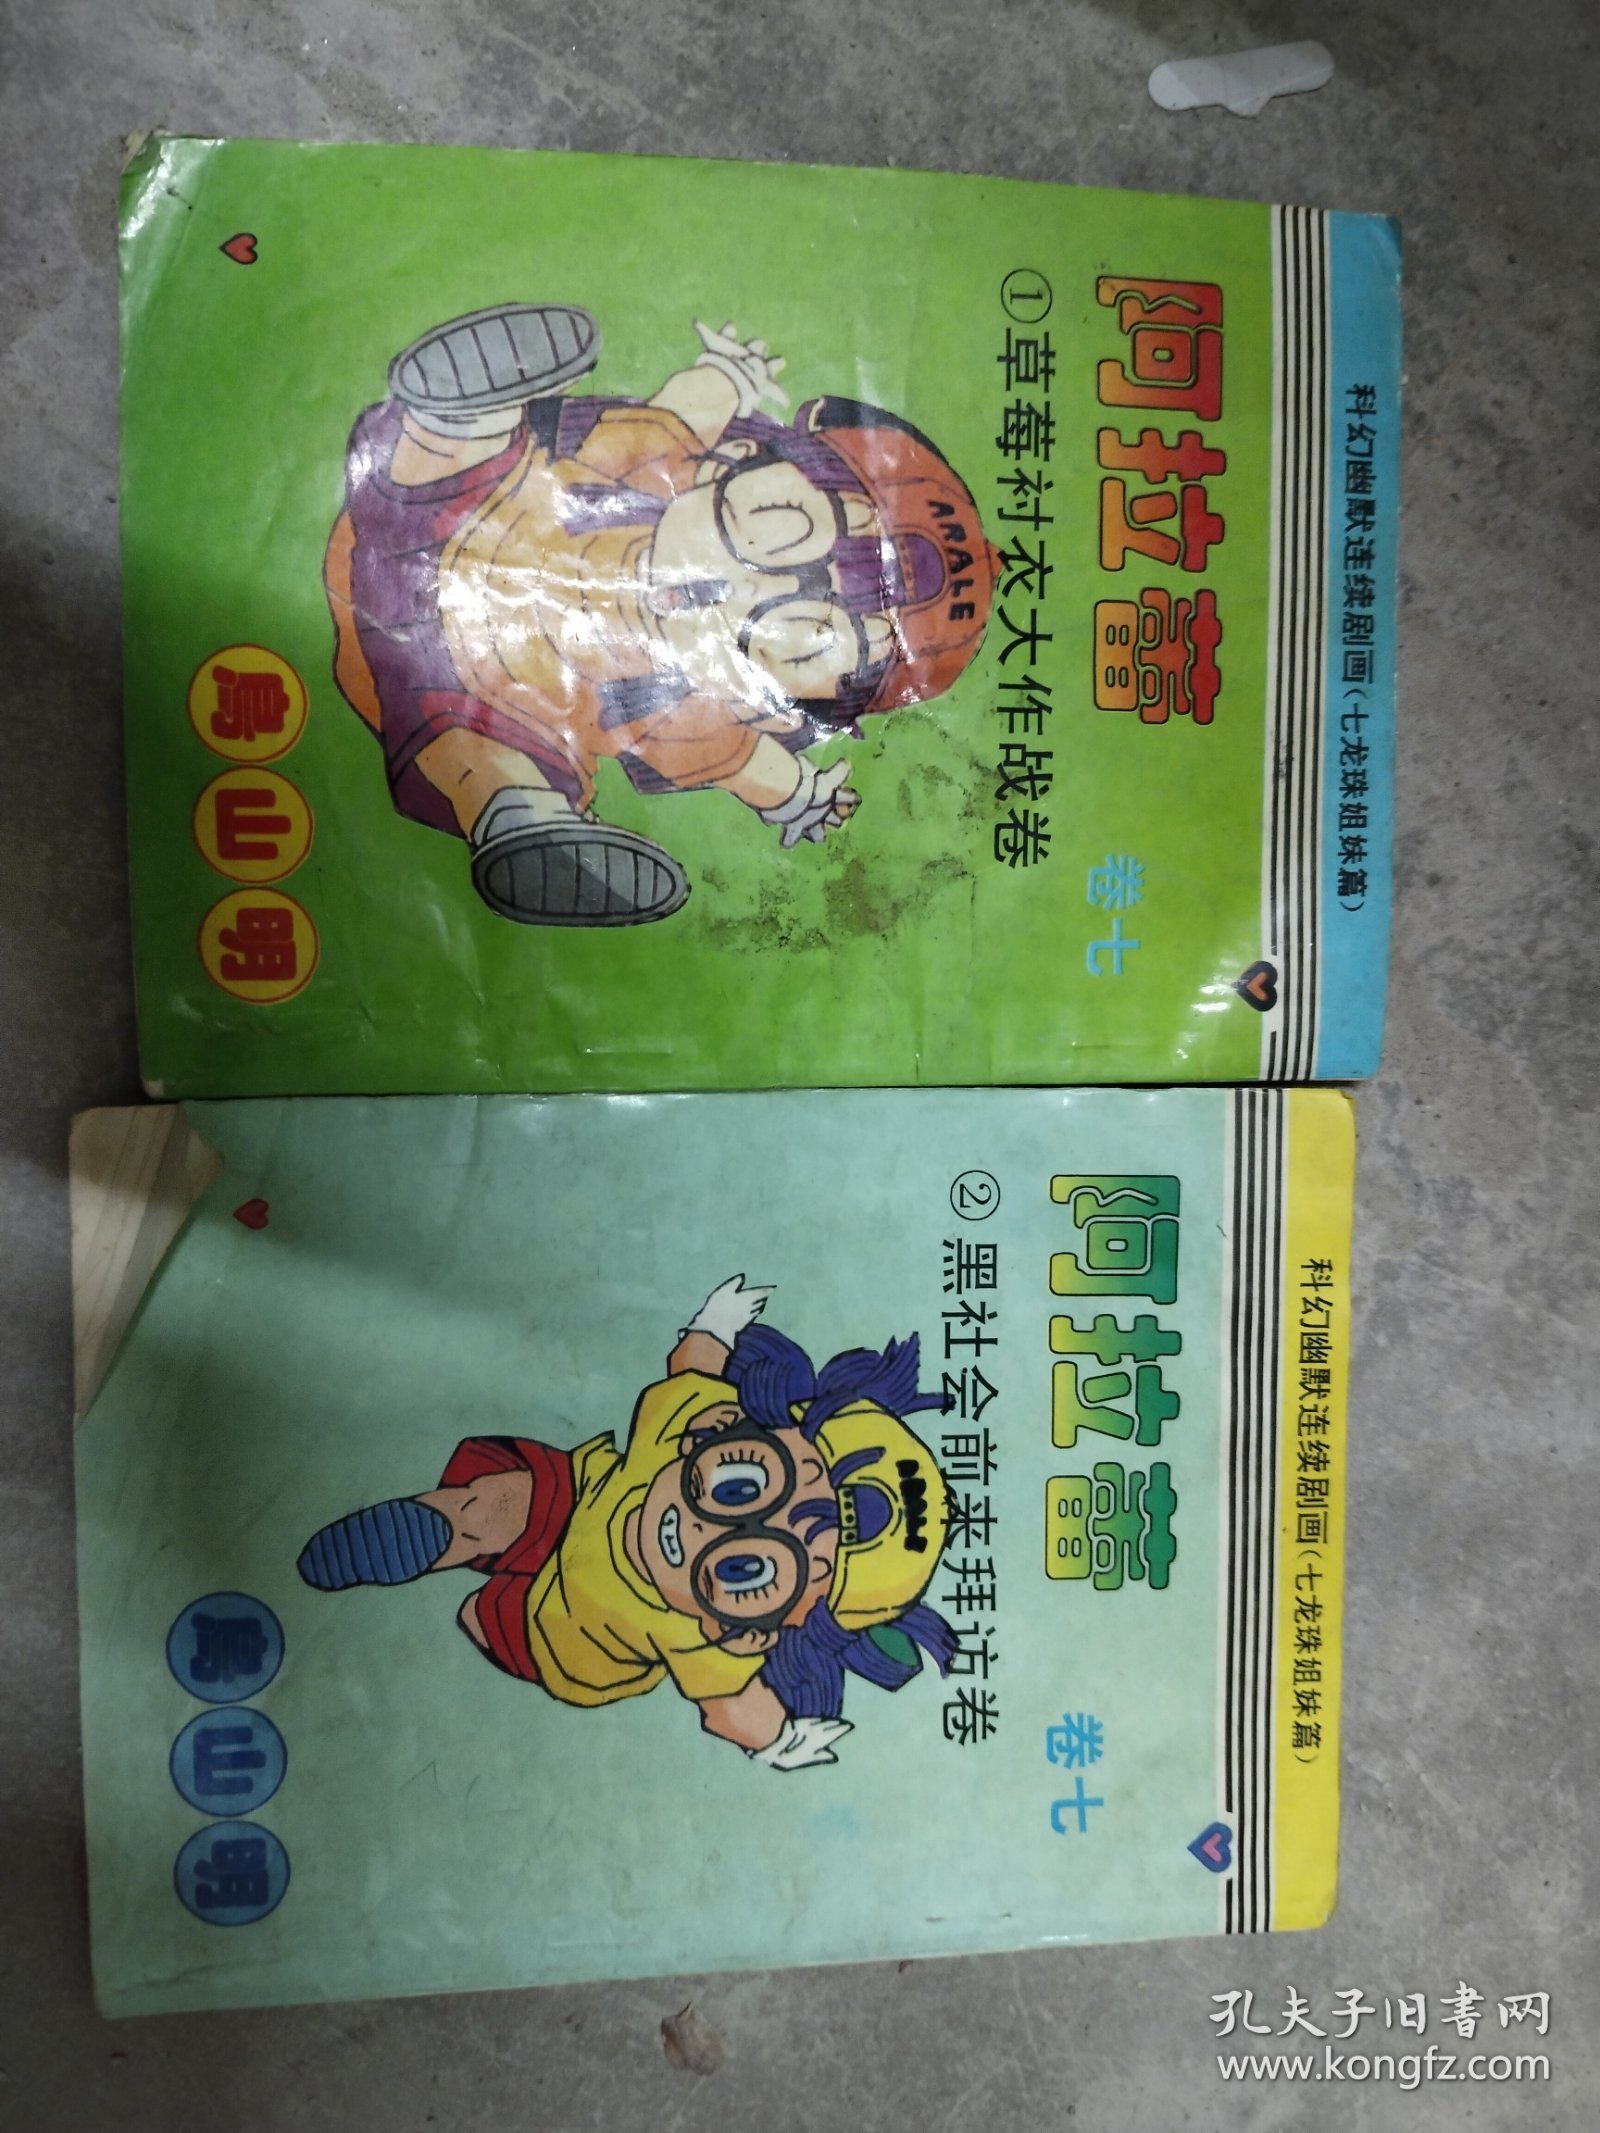 科幻幽默连续剧画(七龙珠姐妹篇)
阿拉蕾
卷七
①草莓衬衣大作战卷
ARALE
鸟山明
科幻幽默连续剧画(七龙珠姐妹篇)
阿拉蕾
卷七
②黑社会前来拜访卷
ARALE
鸟山明
孔夫子旧书网
www.kongfz.com